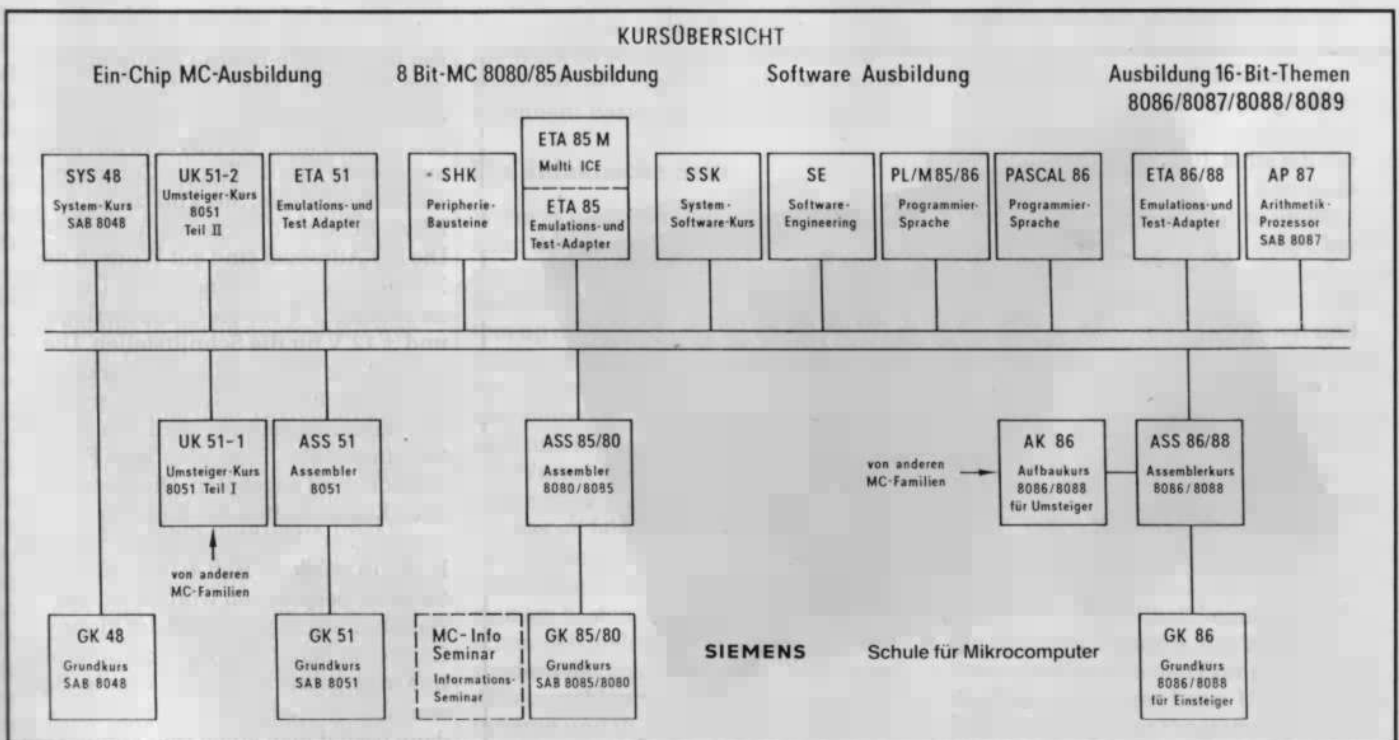 KURSÜBERSICHT
Ein-Chip MC-Ausbildung
8 Bit-MC 8080/85 Ausbildung
Software Ausbildung
Ausbildung 16-Bit-Themen
8086/8087/8088/8089
SYS 48
System-Kurs
SAB 8048
UK 51-2
Umsteiger-Kurs
8051
Teil II
ETA 51
Emulations- und
Test Adapter
SHK
Peripherie-
Bausteine
ETA 85 M
Multi ICE
ETA 85
Emulations- und
Test-Adapter
SSK
System-
Software-Kurs
SE
Software-
Engineering
PL/M 85/86
Programmier-
Sprache
PASCAL 86
Programmier-
Sprache
ETA 86/88
Emulations- und
Test-Adapter
AP 87
Arithmetik-
Prozessor
SAB 8087
UK 51-1
Umsteiger-Kurs
8051 Teil I
ASS 51
Assembler
8051
ASS 85/80
Assembler
8080/8085
von anderen
MC-Familien
AK 86
Aufbaukurs
8086/8088
für Umsteiger
ASS 86/88
Assemblerkurs
8086/8088
von anderen
MC-Familien
GK 48
Grundkurs
SAB 8048
GK 51
Grundkurs
SAB 8051
MC-Info
Seminar
Informations-
Seminar
GK 85/80
Grundkurs
SAB 8085/8080
SIEMENS
Schule für Mikrocomputer
GK 86
Grundkurs
8086/8088
für Einsteiger